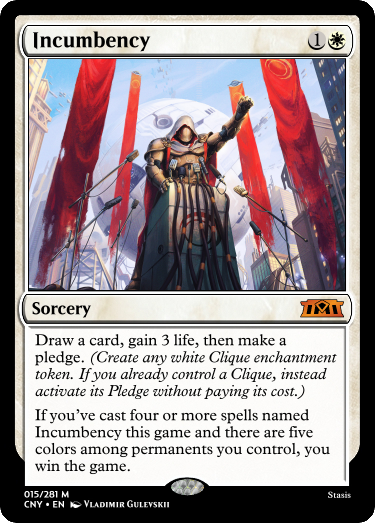 Incumbency 1
Sorcery
Draw a card, gain 3 life, then make a
pledge. (Create any white Clique enchantment
token. If you already control a Clique, instead
activate its Pledge without paying its cost.)
If you've cast four or more spells named
Incumbency this game and there are five
colors among permanents you control, you
win the game.
015/281 M
Stasis
CNY • EN Vladimir Gulevskii